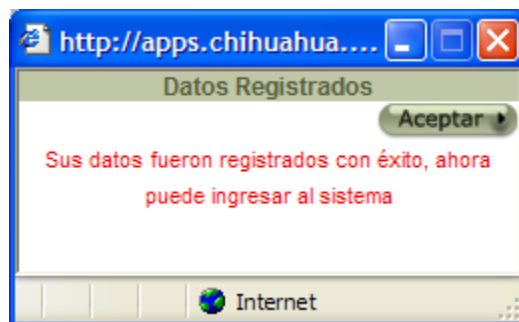 http://apps.chihuahua....
Datos Registrados
Aceptar
Sus datos fueron registrados con éxito, ahora
puede ingresar al sistema
Internet